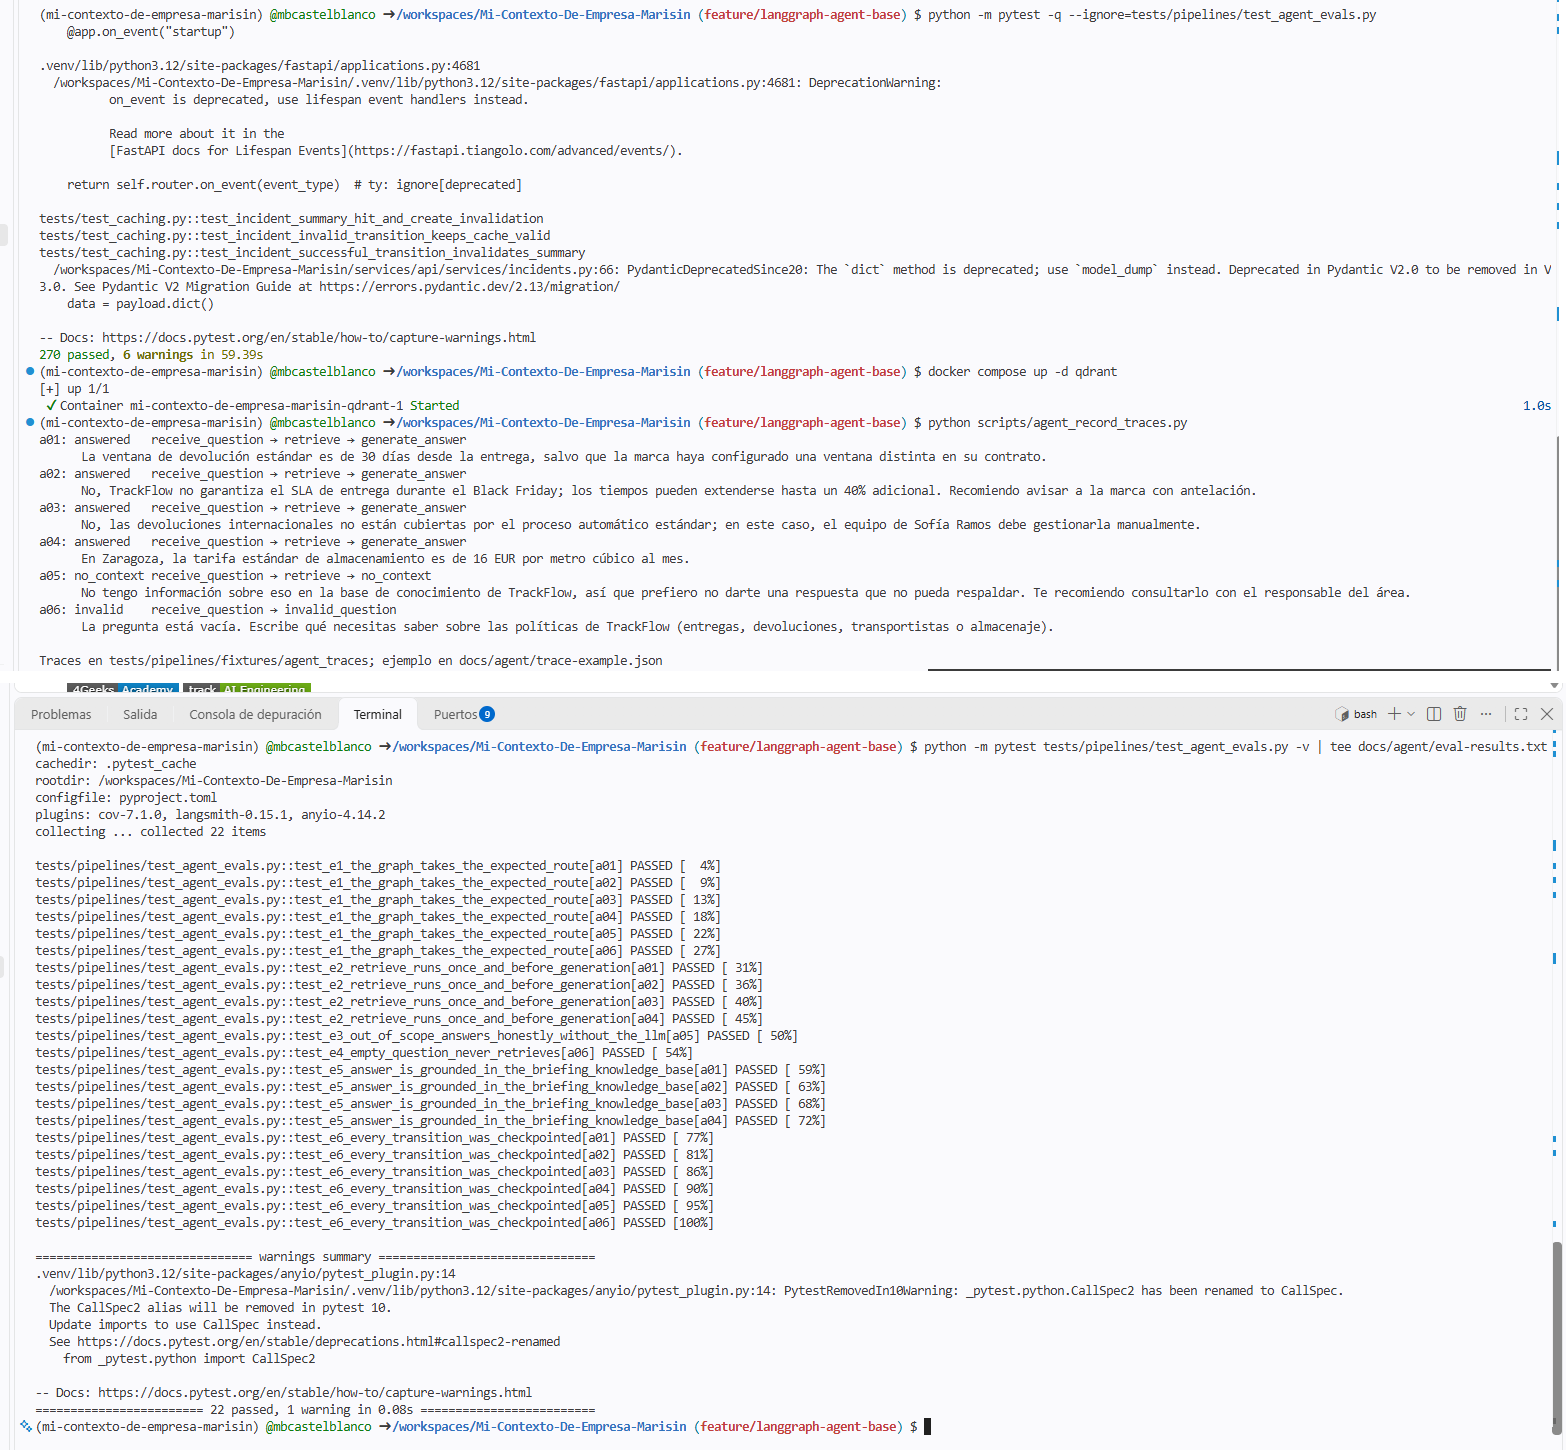 (mi-contexto-de-empresa-marisin) @mbcastelblanco ➜/workspaces/Mi-Contexto-De-Empresa-Marisin (feature/langgraph-agent-base) $ python -m pytest -q --ignore=tests/pipelines/test_agent_evals.py
@app.on_event("startup")
.venv/lib/python3.12/site-packages/fastapi/applications.py:4681
/workspaces/Mi-Contexto-De-Empresa-Marisin/.venv/lib/python3.12/site-packages/fastapi/applications.py:4681: DeprecationWarning:
on_event is deprecated, use lifespan event handlers instead.
Read more about it in the
[FastAPI docs for Lifespan Events](https://fastapi.tiangolo.com/advanced/events/).
return self.router.on_event(event_type)  # ty: ignore[deprecated]
tests/test_caching.py::test_incident_summary_hit_and_create_invalidation
tests/test_caching.py::test_incident_invalid_transition_keeps_cache_valid
tests/test_caching.py::test_incident_successful_transition_invalidates_summary
/workspaces/Mi-Contexto-De-Empresa-Marisin/services/api/services/incidents.py:66: PydanticDeprecatedSince20: The `dict` method is deprecated; use `model_dump` instead. Deprecated in Pydantic V2.0 to be removed in V
3.0. See Pydantic V2 Migration Guide at https://errors.pydantic.dev/2.13/migration/
data = payload.dict()
-- Docs: https://docs.pytest.org/en/stable/how-to/capture-warnings.html
270 passed, 6 warnings in 59.39s
(mi-contexto-de-empresa-marisin) @mbcastelblanco ➜/workspaces/Mi-Contexto-De-Empresa-Marisin (feature/langgraph-agent-base) $ docker compose up -d qdrant
[+] up 1/1
✔ Container mi-contexto-de-empresa-marisin-qdrant-1 Started 1.0s
(mi-contexto-de-empresa-marisin) @mbcastelblanco ➜/workspaces/Mi-Contexto-De-Empresa-Marisin (feature/langgraph-agent-base) $ python scripts/agent_record_traces.py
a01: answered   receive_question → retrieve → generate_answer
La ventana de devolución estándar es de 30 días desde la entrega, salvo que la marca haya configurado una ventana distinta en su contrato.
a02: answered   receive_question → retrieve → generate_answer
No, TrackFlow no garantiza el SLA de entrega durante el Black Friday; los tiempos pueden extenderse hasta un 40% adicional. Recomiendo avisar a la marca con antelación.
a03: answered   receive_question → retrieve → generate_answer
No, las devoluciones internacionales no están cubiertas por el proceso automático estándar; en este caso, el equipo de Sofía Ramos debe gestionarla manualmente.
a04: answered   receive_question → retrieve → generate_answer
En Zaragoza, la tarifa estándar de almacenamiento es de 16 EUR por metro cúbico al mes.
a05: no_context receive_question → retrieve → no_context
No tengo información sobre eso en la base de conocimiento de TrackFlow, así que prefiero no darte una respuesta que no pueda respaldar. Te recomiendo consultarlo con el responsable del área.
a06: invalid    receive_question → invalid_question
La pregunta está vacía. Escribe qué necesitas saber sobre las políticas de TrackFlow (entregas, devoluciones, transportistas o almacenaje).
Traces en tests/pipelines/fixtures/agent_traces; ejemplo en docs/agent/trace-example.json
4Geeks Academy track AI Engineering
Problemas Salida Consola de depuración Terminal Puertos 9 bash
(mi-contexto-de-empresa-marisin) @mbcastelblanco ➜/workspaces/Mi-Contexto-De-Empresa-Marisin (feature/langgraph-agent-base) $ python -m pytest tests/pipelines/test_agent_evals.py -v | tee docs/agent/eval-results.txt
cachedir: .pytest_cache
rootdir: /workspaces/Mi-Contexto-De-Empresa-Marisin
configfile: pyproject.toml
plugins: cov-7.1.0, langsmith-0.15.1, anyio-4.14.2
collecting ... collected 22 items
tests/pipelines/test_agent_evals.py::test_e1_the_graph_takes_the_expected_route[a01] PASSED [  4%]
tests/pipelines/test_agent_evals.py::test_e1_the_graph_takes_the_expected_route[a02] PASSED [  9%]
tests/pipelines/test_agent_evals.py::test_e1_the_graph_takes_the_expected_route[a03] PASSED [ 13%]
tests/pipelines/test_agent_evals.py::test_e1_the_graph_takes_the_expected_route[a04] PASSED [ 18%]
tests/pipelines/test_agent_evals.py::test_e1_the_graph_takes_the_expected_route[a05] PASSED [ 22%]
tests/pipelines/test_agent_evals.py::test_e1_the_graph_takes_the_expected_route[a06] PASSED [ 27%]
tests/pipelines/test_agent_evals.py::test_e2_retrieve_runs_once_and_before_generation[a01] PASSED [ 31%]
tests/pipelines/test_agent_evals.py::test_e2_retrieve_runs_once_and_before_generation[a02] PASSED [ 36%]
tests/pipelines/test_agent_evals.py::test_e2_retrieve_runs_once_and_before_generation[a03] PASSED [ 40%]
tests/pipelines/test_agent_evals.py::test_e2_retrieve_runs_once_and_before_generation[a04] PASSED [ 45%]
tests/pipelines/test_agent_evals.py::test_e3_out_of_scope_answers_honestly_without_the_llm[a05] PASSED [ 50%]
tests/pipelines/test_agent_evals.py::test_e4_empty_question_never_retrieves[a06] PASSED [ 54%]
tests/pipelines/test_agent_evals.py::test_e5_answer_is_grounded_in_the_briefing_knowledge_base[a01] PASSED [ 59%]
tests/pipelines/test_agent_evals.py::test_e5_answer_is_grounded_in_the_briefing_knowledge_base[a02] PASSED [ 63%]
tests/pipelines/test_agent_evals.py::test_e5_answer_is_grounded_in_the_briefing_knowledge_base[a03] PASSED [ 68%]
tests/pipelines/test_agent_evals.py::test_e5_answer_is_grounded_in_the_briefing_knowledge_base[a04] PASSED [ 72%]
tests/pipelines/test_agent_evals.py::test_e6_every_transition_was_checkpointed[a01] PASSED [ 77%]
tests/pipelines/test_agent_evals.py::test_e6_every_transition_was_checkpointed[a02] PASSED [ 81%]
tests/pipelines/test_agent_evals.py::test_e6_every_transition_was_checkpointed[a03] PASSED [ 86%]
tests/pipelines/test_agent_evals.py::test_e6_every_transition_was_checkpointed[a04] PASSED [ 90%]
tests/pipelines/test_agent_evals.py::test_e6_every_transition_was_checkpointed[a05] PASSED [ 95%]
tests/pipelines/test_agent_evals.py::test_e6_every_transition_was_checkpointed[a06] PASSED [100%]
=============================== warnings summary ===============================
.venv/lib/python3.12/site-packages/anyio/pytest_plugin.py:14
/workspaces/Mi-Contexto-De-Empresa-Marisin/.venv/lib/python3.12/site-packages/anyio/pytest_plugin.py:14: PytestRemovedIn10Warning: _pytest.python.CallSpec2 has been renamed to CallSpec.
The CallSpec2 alias will be removed in pytest 10.
Update imports to use CallSpec instead.
See https://docs.pytest.org/en/stable/deprecations.html#callspec2-renamed
from _pytest.python import CallSpec2
-- Docs: https://docs.pytest.org/en/stable/how-to/capture-warnings.html
======================== 22 passed, 1 warning in 0.08s =========================
(mi-contexto-de-empresa-marisin) @mbcastelblanco ➜/workspaces/Mi-Contexto-De-Empresa-Marisin (feature/langgraph-agent-base) $